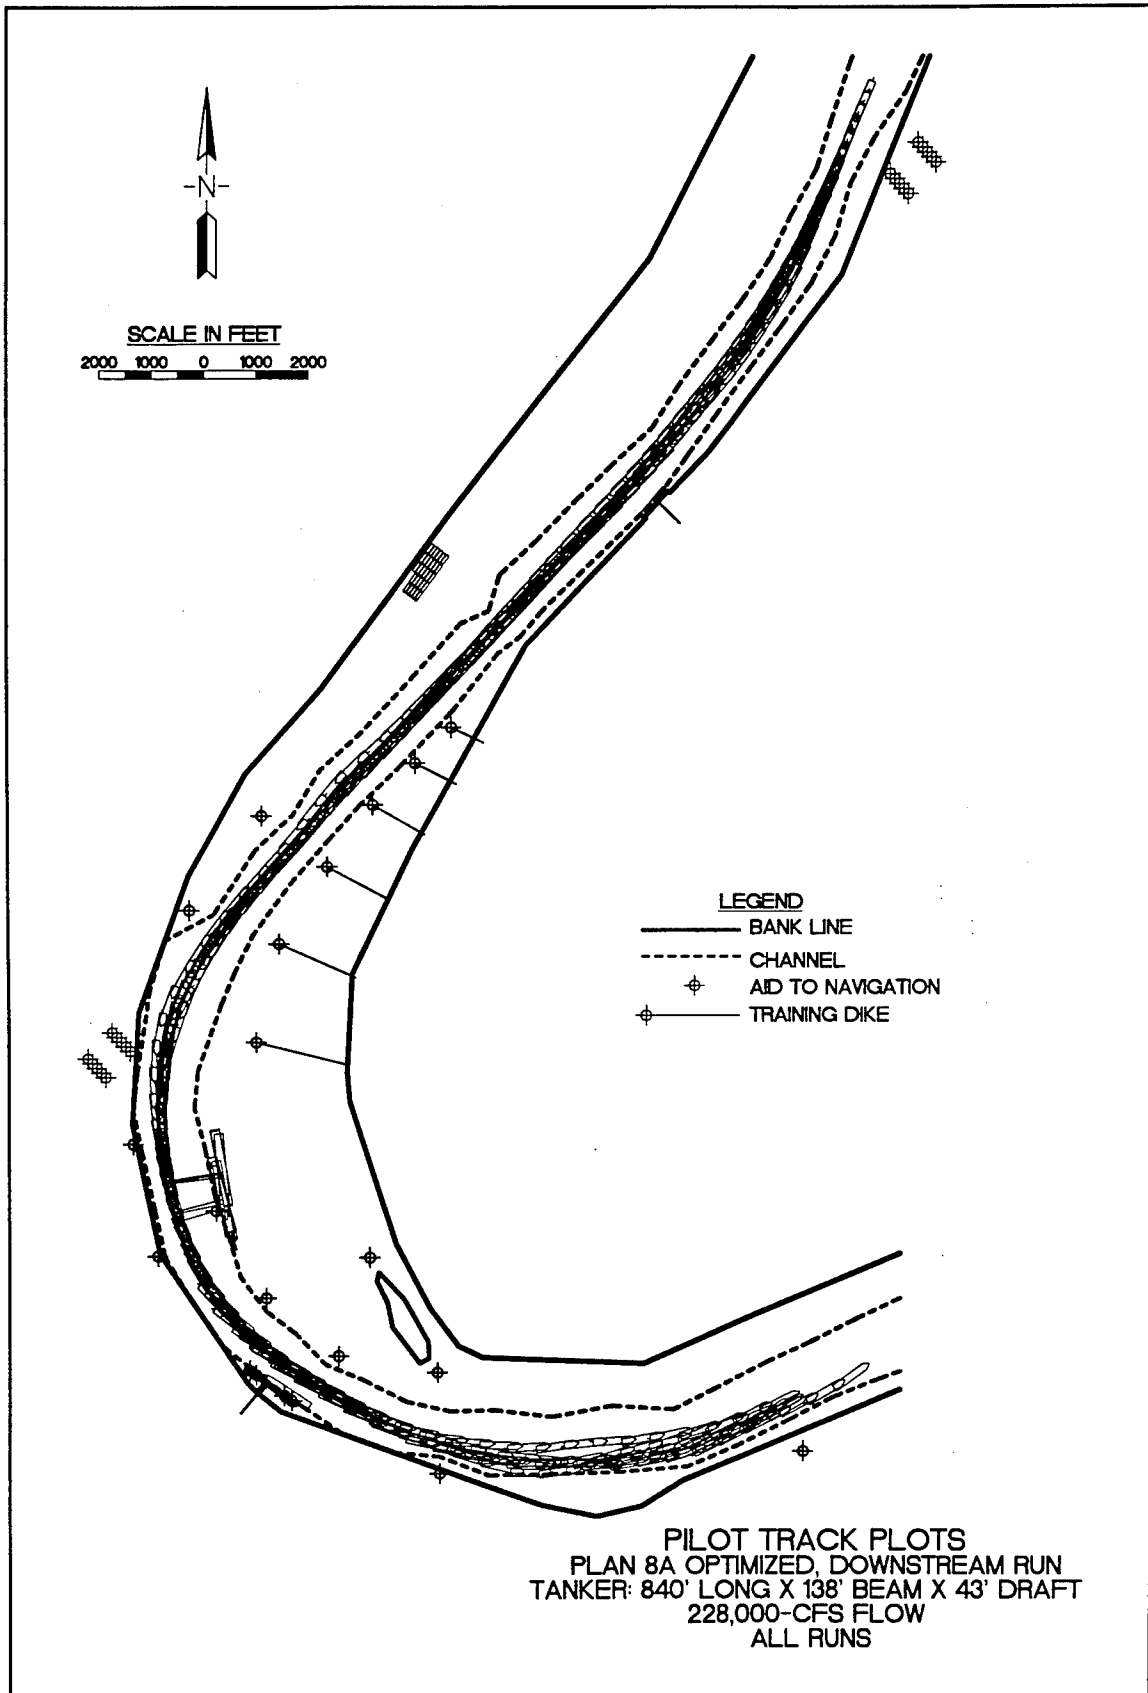 -N-
SCALE IN FEET
2000 1000 0 1000 2000
LEGEND
BANK LINE
CHANNEL
AID TO NAVIGATION
TRAINING DIKE
PILOT TRACK PLOTS
PLAN 8A OPTIMIZED, DOWNSTREAM RUN
TANKER: 840' LONG X 138' BEAM X 43' DRAFT
228,000-CFS FLOW
ALL RUNS